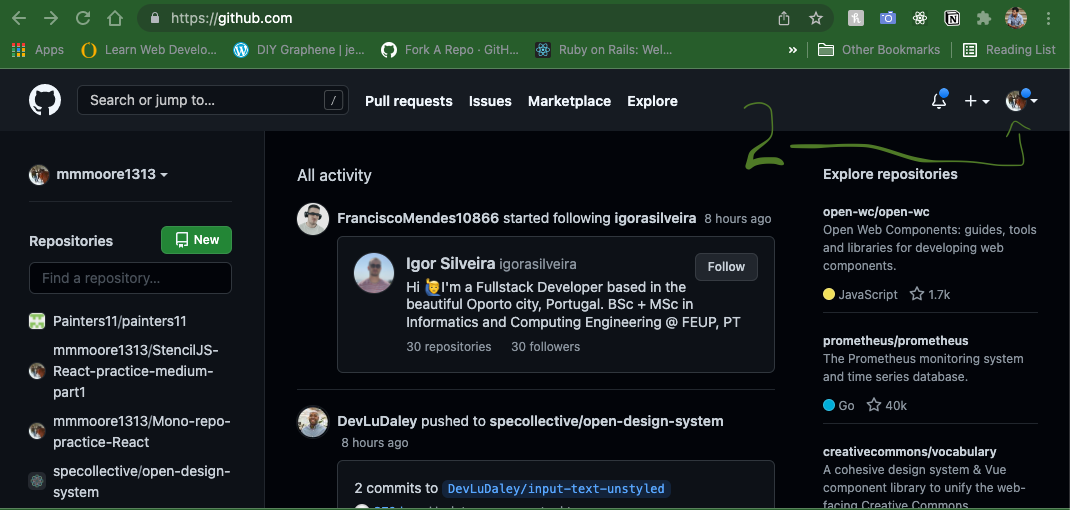 https://github.com
Apps Learn Web Develo... DIY Graphene | je... Fork A Repo · GitH... Ruby on Rails: Wel... » Other Bookmarks Reading List
Search or jump to... / Pull requests Issues Marketplace Explore
2
mmmoore1313
Repositories New
Find a repository...
Painters11/painters11
mmmoore1313/StencilJS-
React-practice-medium-
part1
mmmoore1313/Mono-repo-
practice-React
specollective/open-design-
system
All activity
FranciscoMendes10866 started following igorasilveira 8 hours ago
Igor Silveira igorasilveira Follow
Hi 🙋‍♂️I'm a Fullstack Developer based in the
beautiful Oporto city, Portugal. BSc + MSc in
Informatics and Computing Engineering @ FEUP, PT
30 repositories 30 followers
DevLuDaley pushed to specollective/open-design-system
8 hours ago
2 commits to DevLuDaley/input-text-unstyled
Explore repositories
open-wc/open-wc
Open Web Components: guides, tools
and libraries for developing web
components.
JavaScript 1.7k
prometheus/prometheus
The Prometheus monitoring system
and time series database.
Go 40k
creativecommons/vocabulary
A cohesive design system & Vue
component library to unify the web-
facing Creative Commons